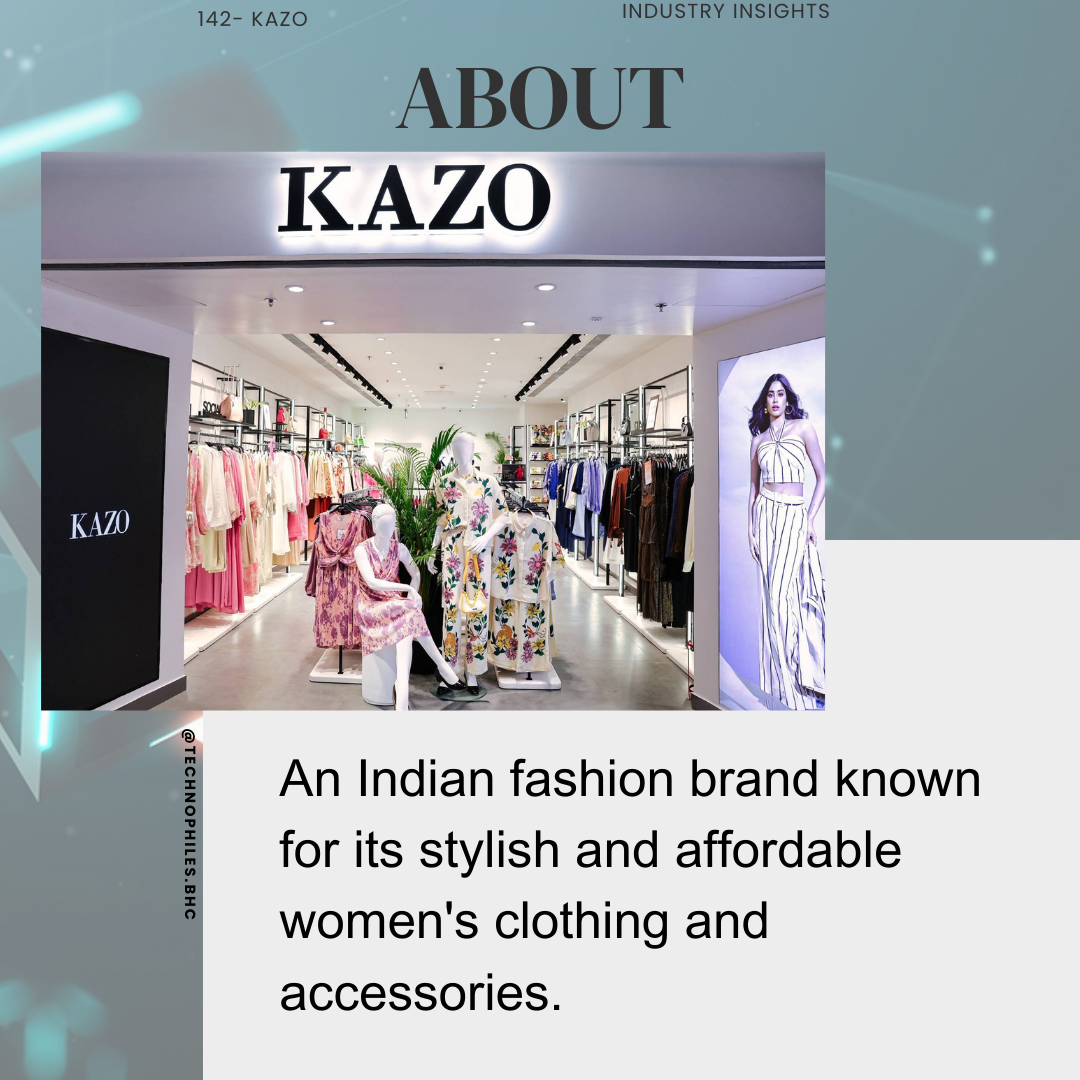 142- KAZO
INDUSTRY INSIGHTS
ABOUT
KAZO
KAZO
@TECHNOPHILES.BHC
An Indian fashion brand known
for its stylish and affordable
women's clothing and
accessories.